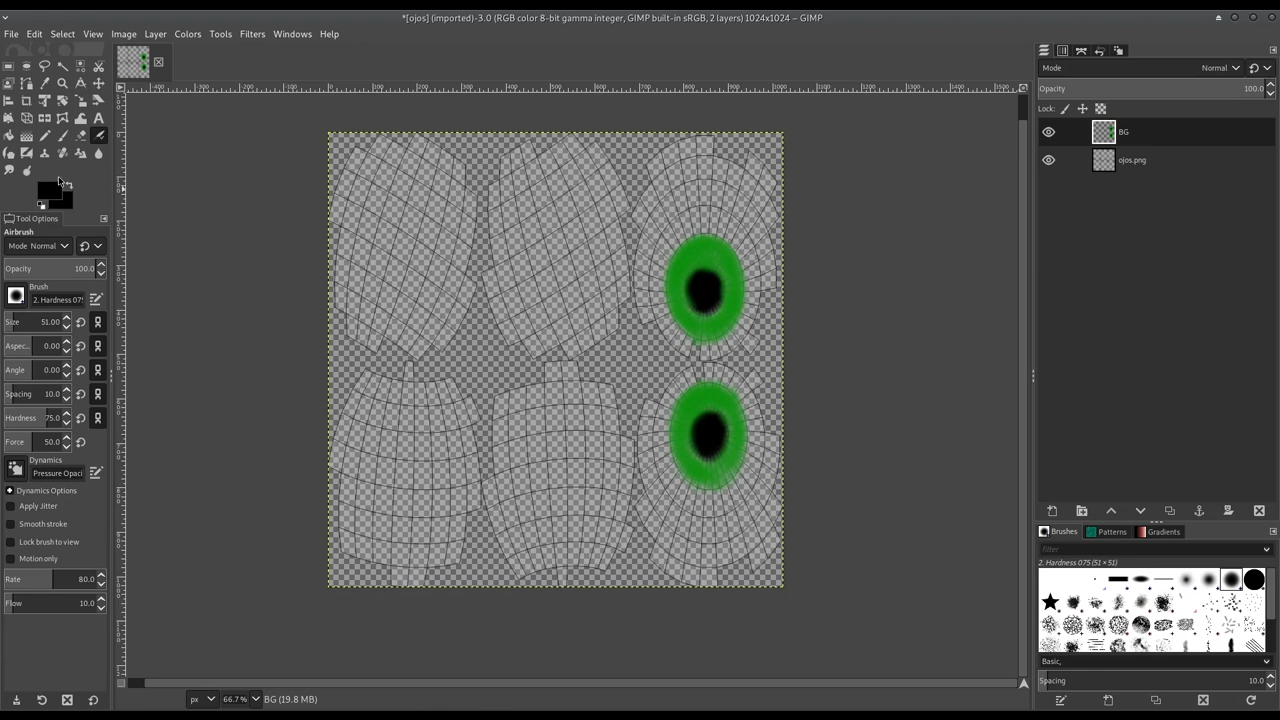 *[ojos] (imported)-3.0 (RGB color 8-bit gamma integer, GIMP built-in sRGB, 2 layers) 1024x1024 – GIMP
File Edit Select View Image Layer Colors Tools Filters Windows Help
Tool Options
Airbrush
Mode Normal
Opacity 100.0
Brush
2. Hardness 075
Size 51.00
Aspec... 0.00
Angle 0.00
Spacing 10.0
Hardness 75.0
Force 50.0
Dynamics
Pressure Opaci
Dynamics Options
Apply Jitter
Smooth stroke
Lock brush to view
Motion only
Rate 80.0
Flow 10.0
px 66.7 % BG (19.8 MB)
Mode Normal
Opacity 100.0
Lock:
BG
ojos.png
Brushes Patterns Gradients
filter
2. Hardness 075 (51 × 51)
Basic,
Spacing 10.0